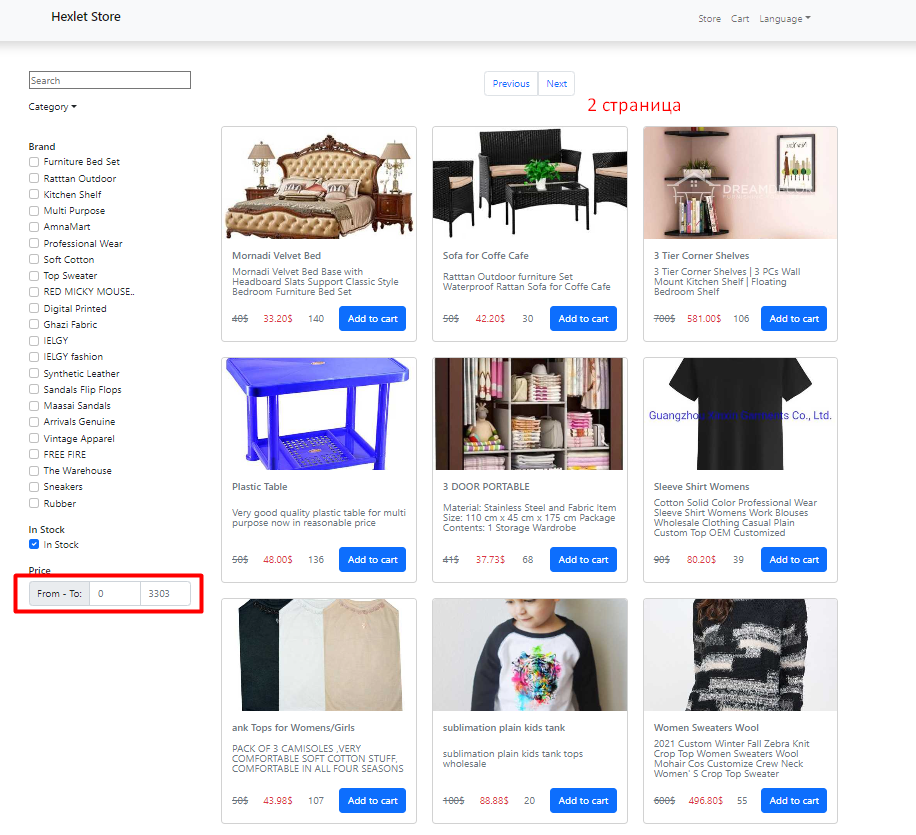 Hexlet Store
Store Cart Language
Search
Category
Previous Next
2 страница
Brand
Furniture Bed Set
Ratttan Outdoor
Kitchen Shelf
Multi Purpose
AmnaMart
Professional Wear
Soft Cotton
Top Sweater
RED MICKY MOUSE..
Digital Printed
Ghazi Fabric
IELGY
IELGY fashion
Synthetic Leather
Sandals Flip Flops
Maasai Sandals
Arrivals Genuine
Vintage Apparel
FREE FIRE
The Warehouse
Sneakers
Rubber
In Stock
In Stock
Price
From - To: 0 3303
Mornadi Velvet Bed
Mornadi Velvet Bed Base with
Headboard Slats Support Classic Style
Bedroom Furniture Bed Set
40$ 33.20$ 140 Add to cart
Sofa for Coffe Cafe
Ratttan Outdoor furniture Set
Waterproof Rattan Sofa for Coffe Cafe
50$ 42.20$ 30 Add to cart
3 Tier Corner Shelves
3 Tier Corner Shelves | 3 PCs Wall
Mount Kitchen Shelf | Floating
Bedroom Shelf
700$ 581.00$ 106 Add to cart
Plastic Table
Very good quality plastic table for multi
purpose now in reasonable price
50$ 48.00$ 136 Add to cart
3 DOOR PORTABLE
Material: Stainless Steel and Fabric Item
Size: 110 cm x 45 cm x 175 cm Package
Contents: 1 Storage Wardrobe
41$ 37.73$ 68 Add to cart
Guangzhou Garments Co., Ltd.
Sleeve Shirt Womens
Cotton Solid Color Professional Wear
Sleeve Shirt Womens Work Blouses
Wholesale Clothing Casual Plain
Custom Top OEM Customized
90$ 80.20$ 39 Add to cart
ank Tops for Womens/Girls
PACK OF 3 CAMISOLES ,VERY
COMFORTABLE SOFT COTTON STUFF,
COMFORTABLE IN ALL FOUR SEASONS
50$ 43.98$ 107 Add to cart
sublimation plain kids tank
sublimation plain kids tank tops
wholesale
100$ 88.88$ 20 Add to cart
Women Sweaters Wool
2021 Custom Winter Fall Zebra Knit
Crop Top Women Sweaters Wool
Mohair Cos Customize Crew Neck
Women' S Crop Top Sweater
600$ 496.80$ 55 Add to cart